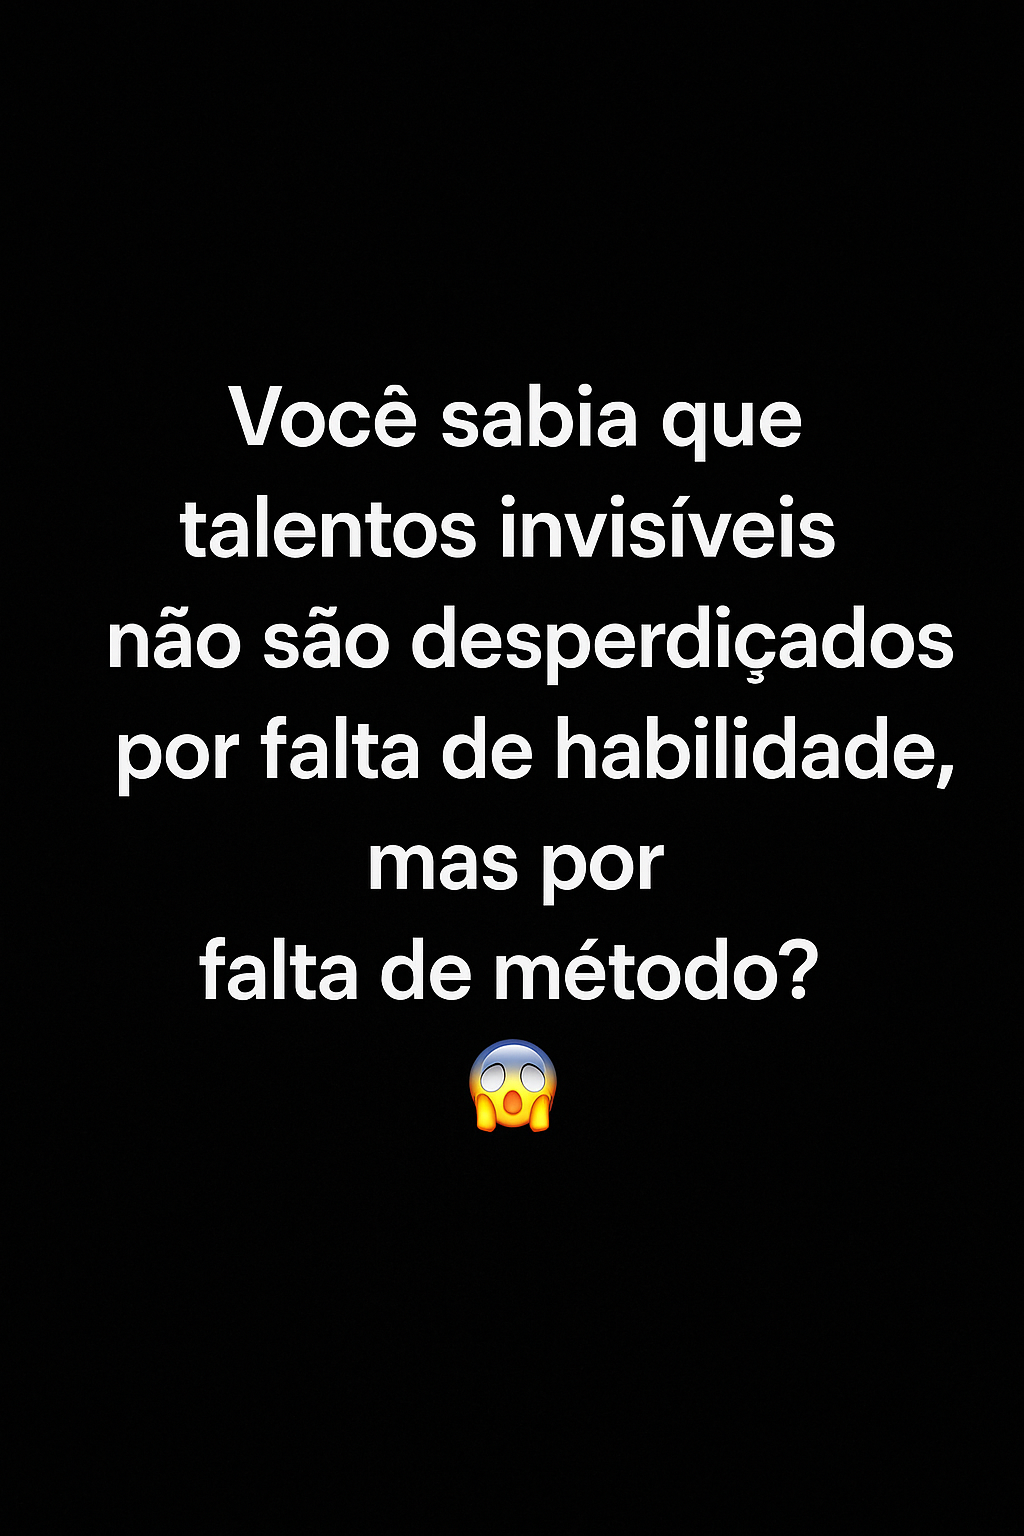 Você sabia que
talentos invisíveis
não são desperdiçados
por falta de habilidade,
mas por
falta de método?
😱